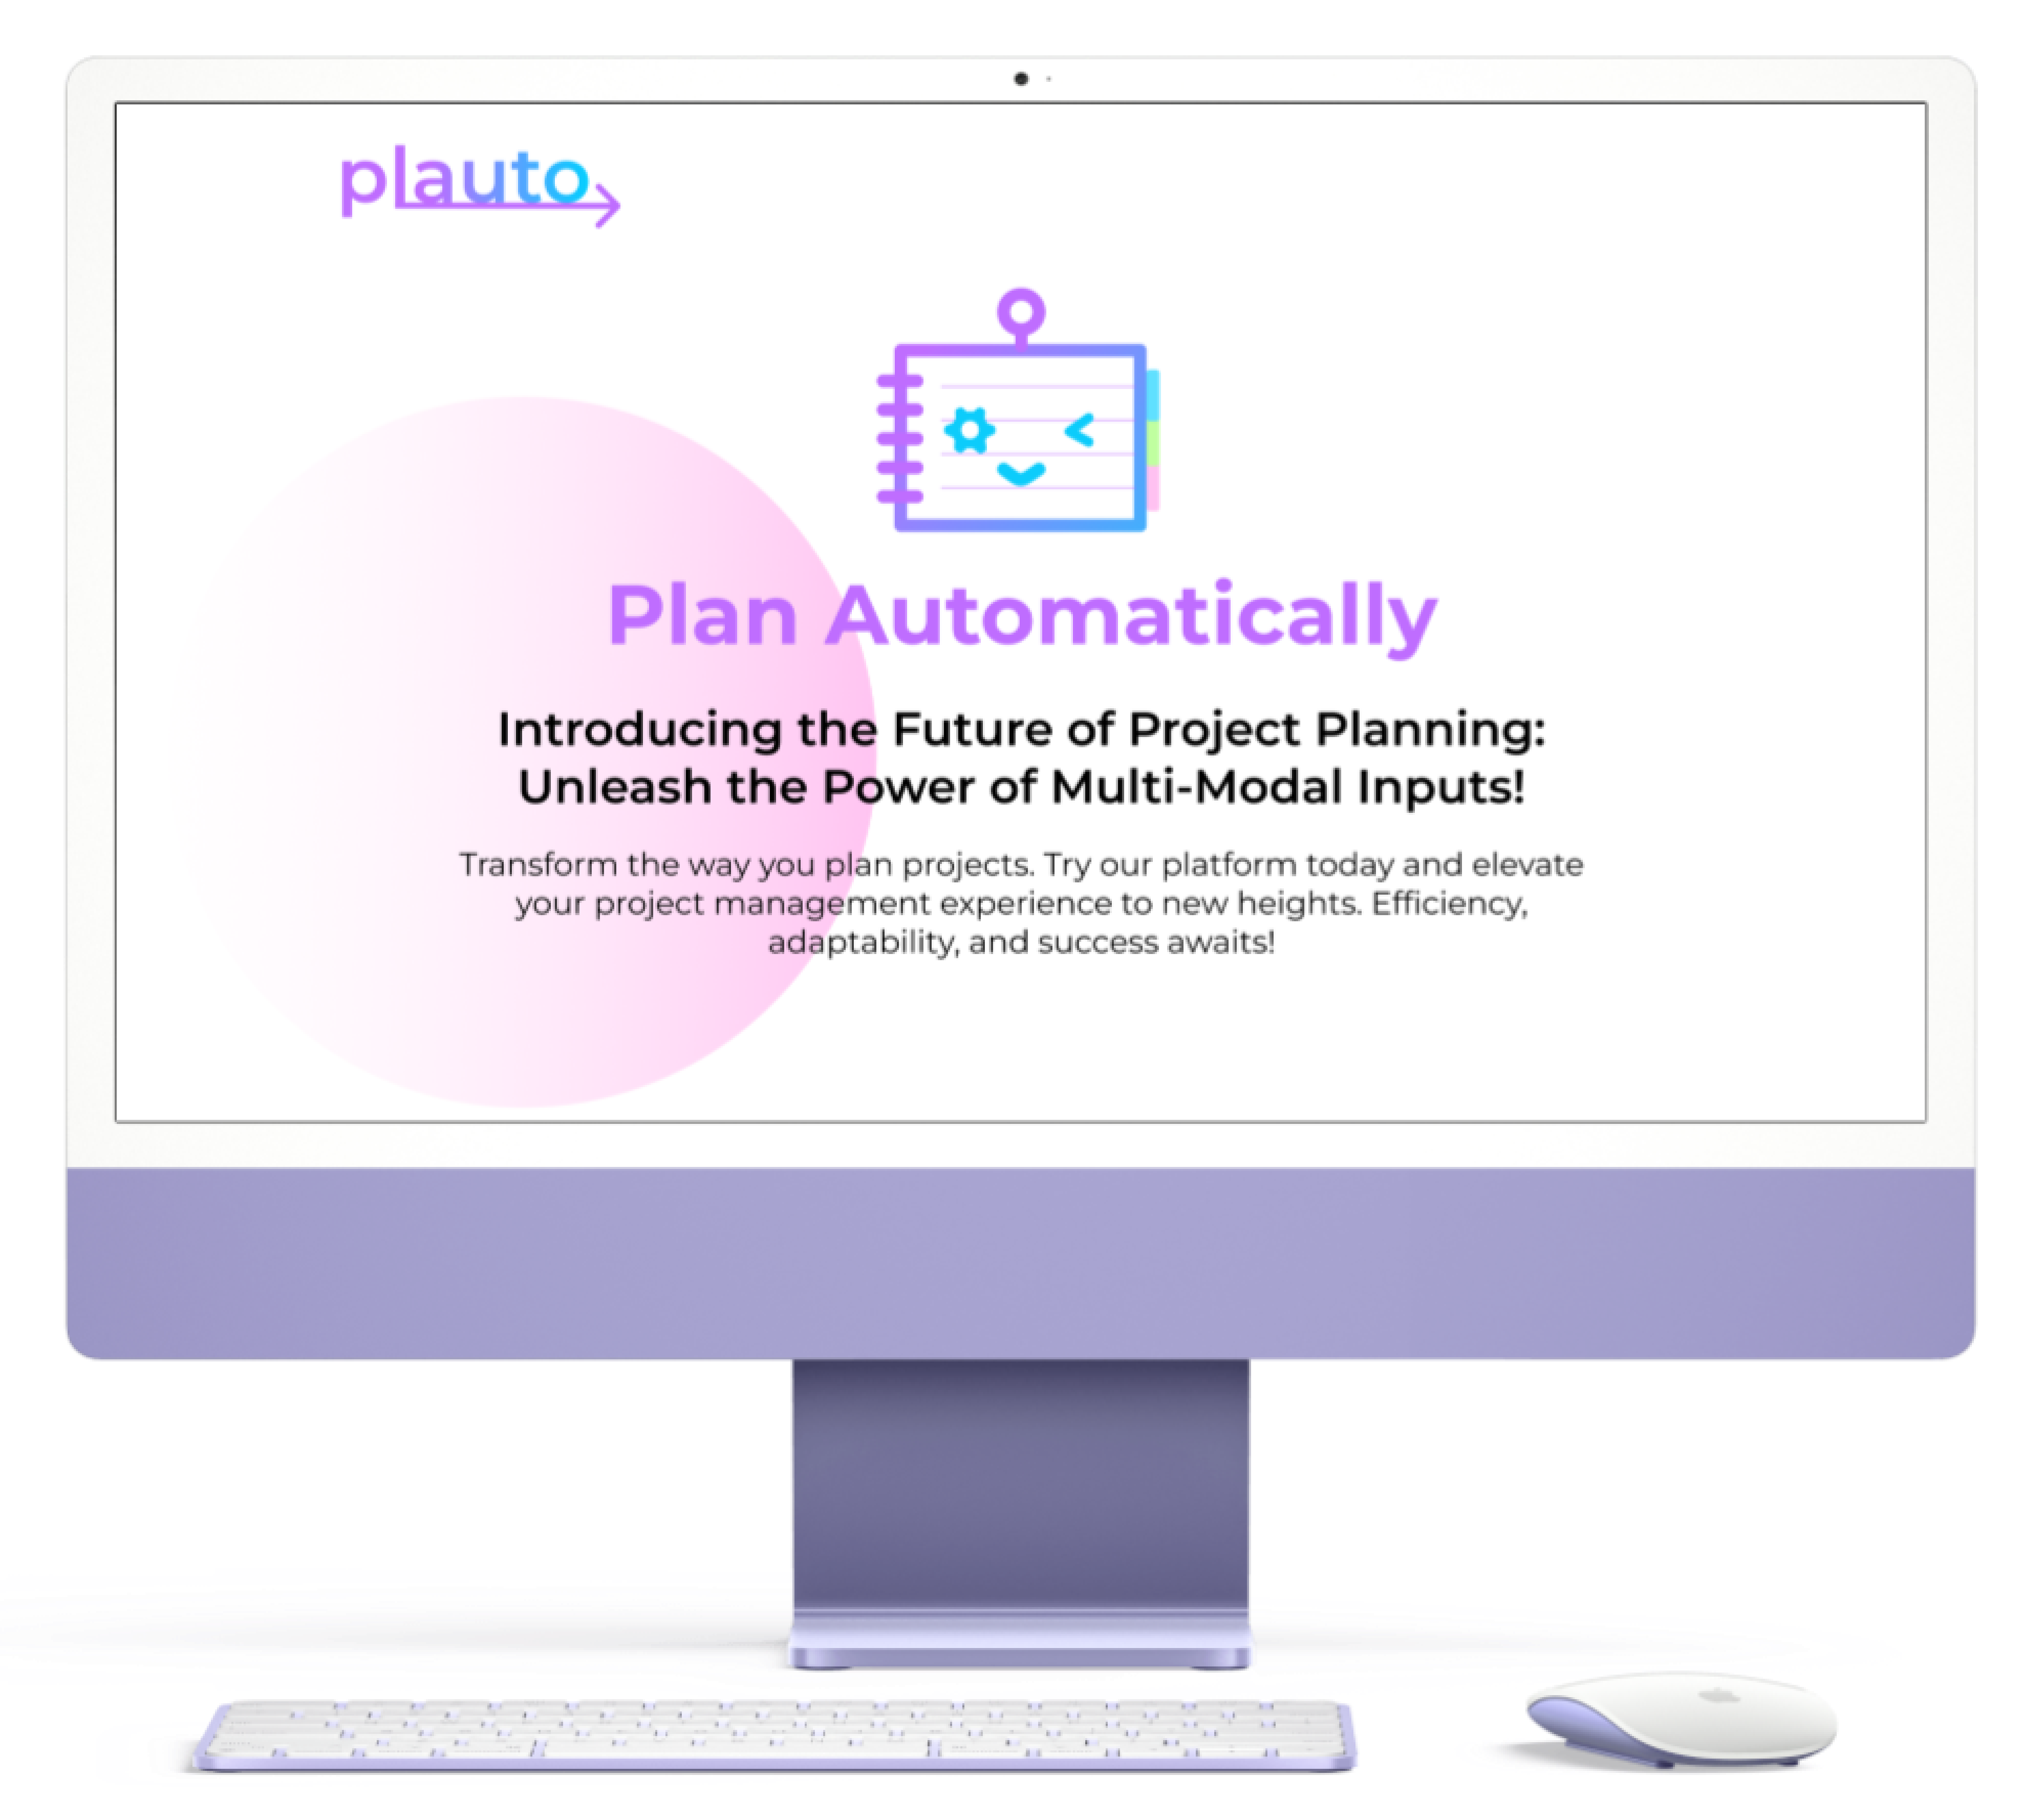 plauto
Plan Automatically
Introducing the Future of Project Planning:
Unleash the Power of Multi-Modal Inputs!
Transform the way you plan projects. Try our platform today and elevate
your project management experience to new heights. Efficiency,
adaptability, and success awaits!